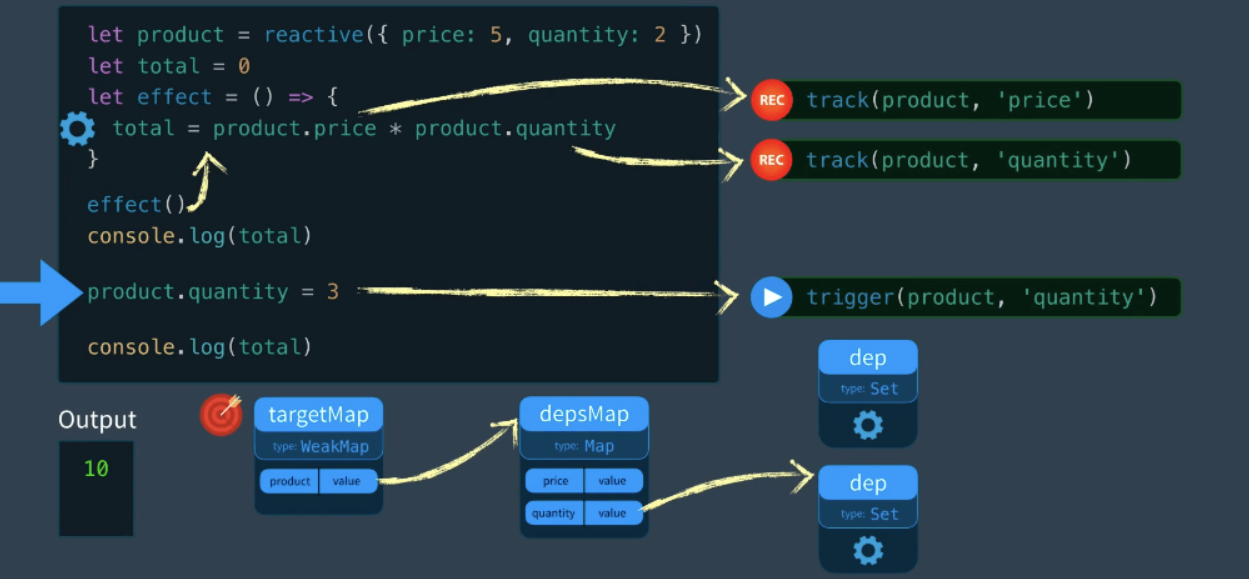 let product = reactive({ price: 5, quantity: 2 })
let total = 0
let effect = () => {
total = product.price * product.quantity
}
effect()
console.log(total)
product.quantity = 3
console.log(total)
REC track(product, 'price')
REC track(product, 'quantity')
trigger(product, 'quantity')
Output
10
targetMap
type: WeakMap
product value
depsMap
type: Map
price value
quantity value
dep
type: Set
dep
type: Set